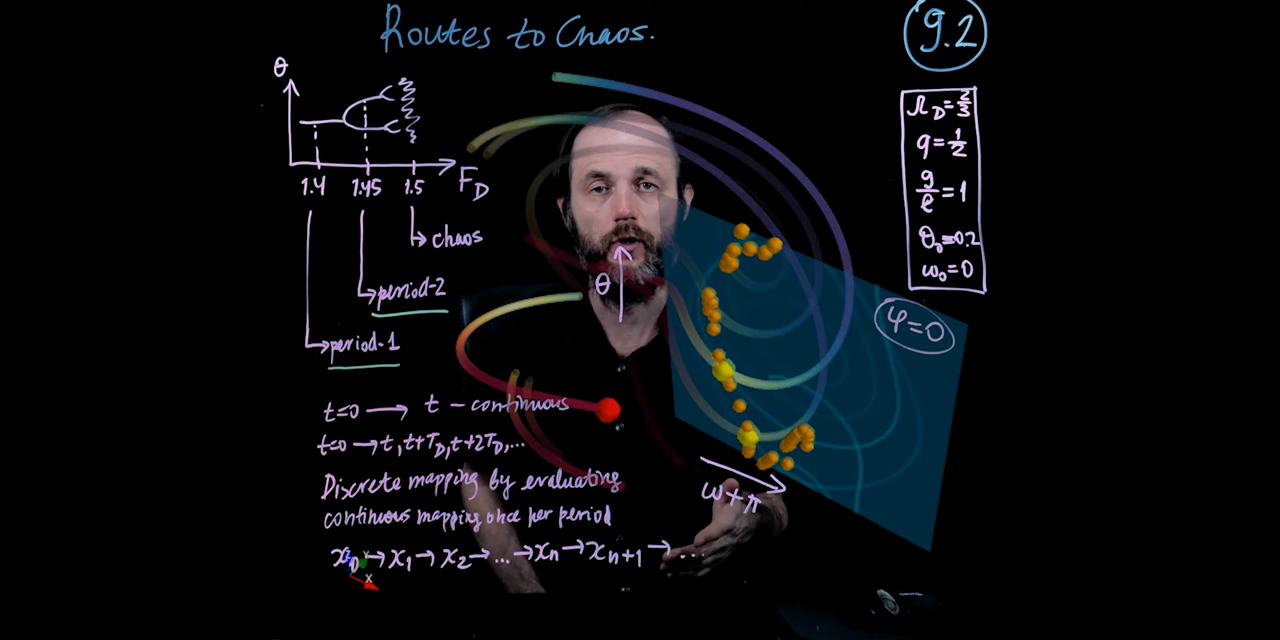 Routes to Chaos.
9.2
θ
1.4 1.45 1.5 F_D
chaos
period-2
period-1
Ω_D = 2/3
q = 1/2
g/ℓ = 1
θ₀ = 0.2
ω₀ = 0
φ = 0
θ
ω + π
t=0 → t - continuous
t=0 → t, t+T_D, t+2T_D, ...
Discrete mapping by evaluating
continuous mapping once per period
x₀ → x₁ → x₂ → ... → xₙ → xₙ₊₁ → ...
Y
X